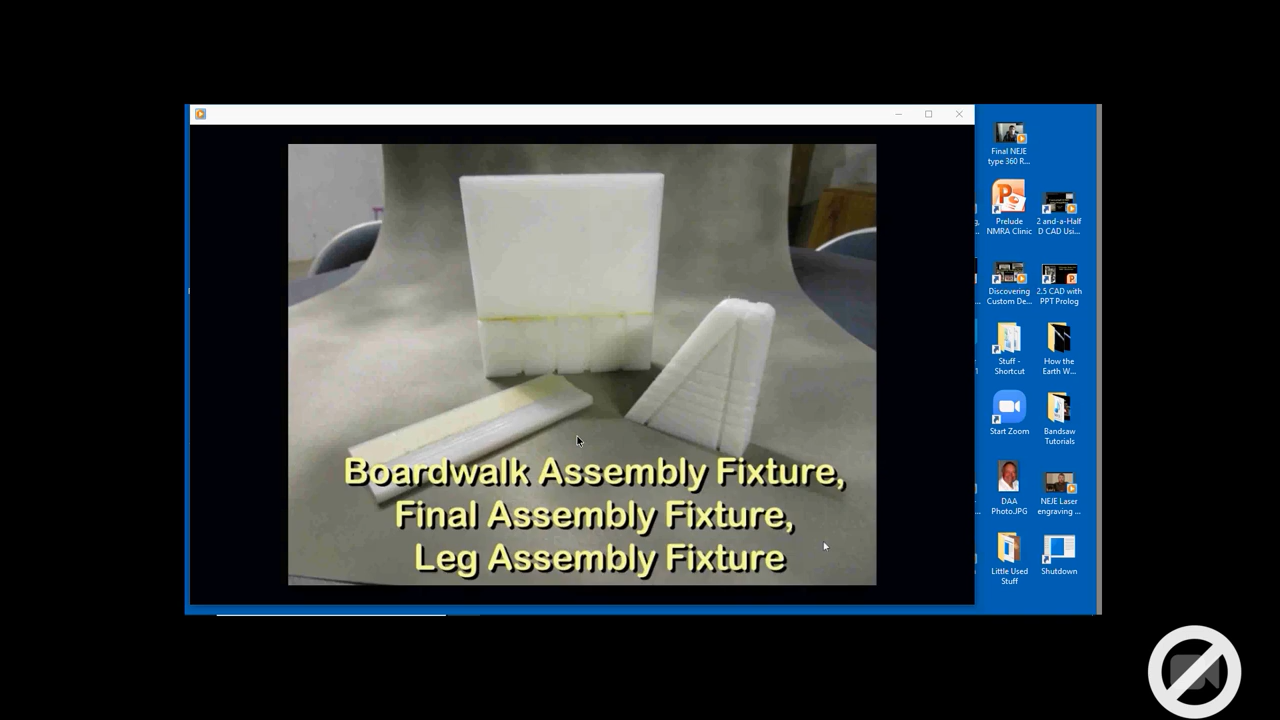 Boardwalk Assembly Fixture,
Final Assembly Fixture,
Leg Assembly Fixture
Final NEJE
type 360 R...
Prelude
NMRA Clinic
2 and-a-Half
D CAD Usi...
Discovering
Custom De...
2.5 CAD with
PPT Prolog
Stuff -
Shortcut
How the
Earth W...
Start Zoom
Bandsaw
Tutorials
DAA
PhotoJPG
NEJE Laser
engraving ...
Little Used
Stuff
Shutdown